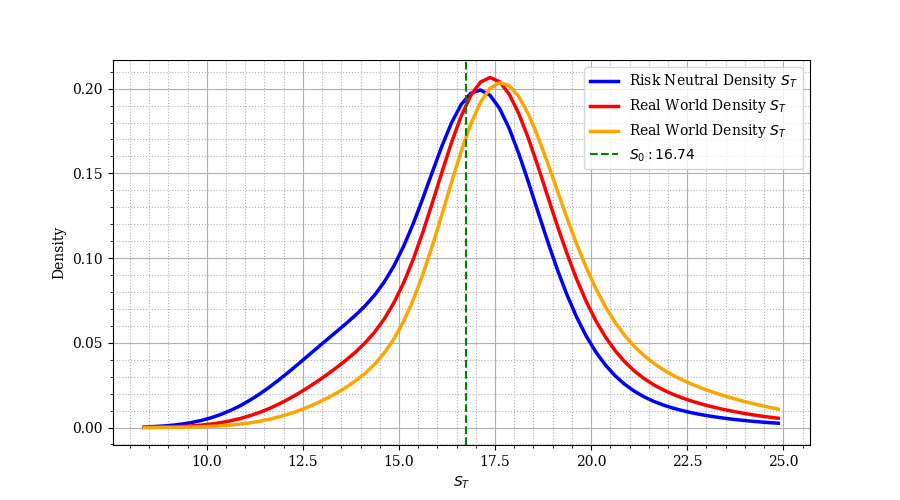 Risk Neutral Density S_T
Real World Density S_T
Real World Density S_T
S_0 : 16.74
Density
0.20
0.15
0.10
0.05
0.00
10.0 12.5 15.0 17.5 20.0 22.5 25.0
S_T